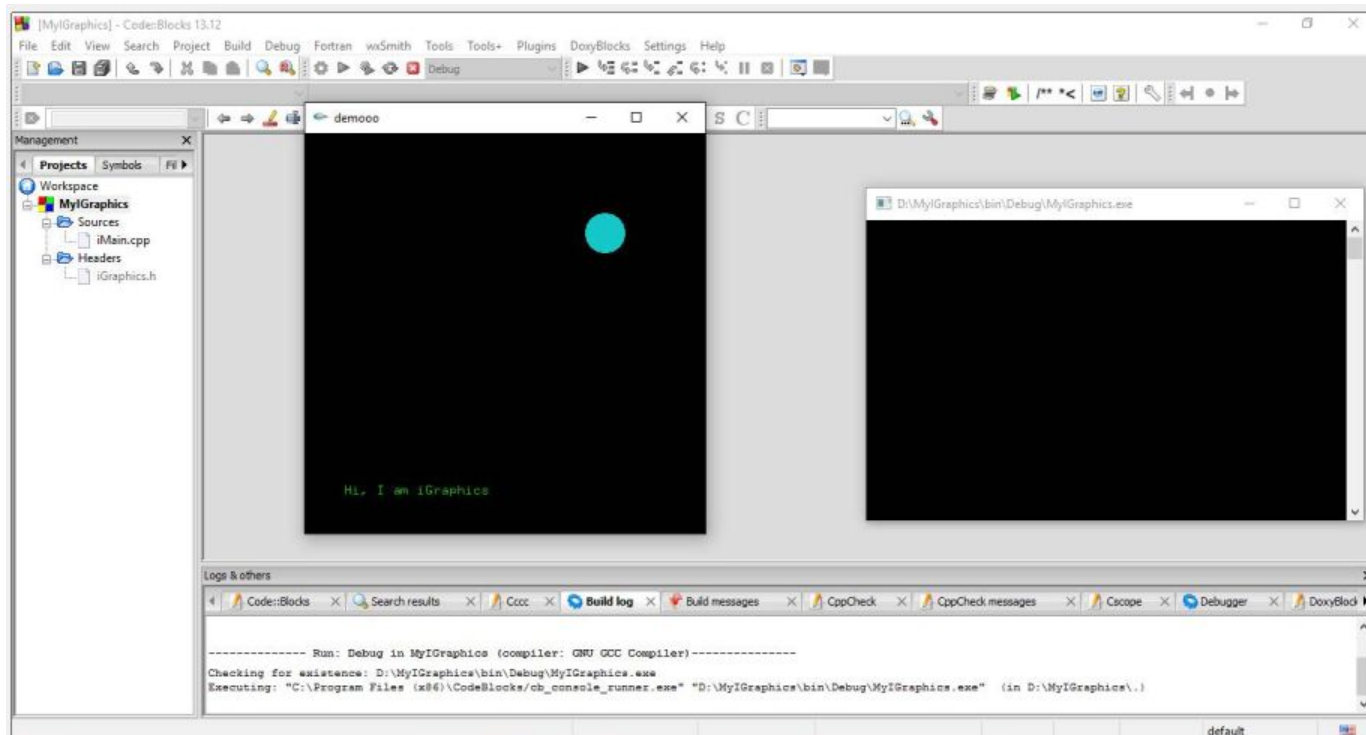 [MyIGraphics] - Code::Blocks 13.12
File Edit View Search Project Build Debug Fortran wxSmith Tools Tools+ Plugins DoxyBlocks Settings Help
Debug
/** *<
demooo
S C
Management
Projects Symbols Fil
Workspace
MyIGraphics
Sources
iMain.cpp
Headers
iGraphics.h
D:\MyIGraphics\bin\Debug\MyIGraphics.exe
Hi, I am iGraphics
Logs & others
Code::Blocks Search results Cccc Build log Build messages CppCheck CppCheck messages Cscope Debugger DoxyBlock
-------------- Run: Debug in MyIGraphics (compiler: GNU GCC Compiler)---------------
Checking for existence: D:\MyIGraphics\bin\Debug\MyIGraphics.exe
Executing: "C:\Program Files (x86)\CodeBlocks/cb_console_runner.exe" "D:\MyIGraphics\bin\Debug\MyIGraphics.exe" (in D:\MyIGraphics\.)
default